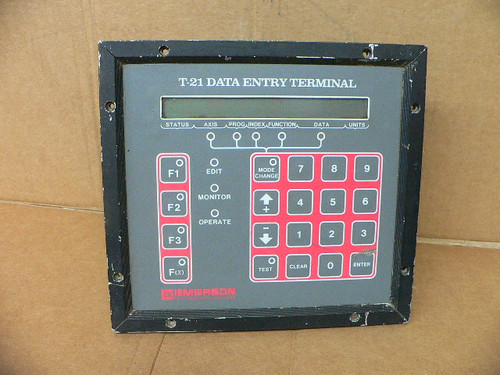 T-21 DATA ENTRY TERMINAL
STATUS AXIS PROG. INDEX FUNCTION DATA UNITS
EDIT
MONITOR
OPERATE
F1
F2
F3
F(X)
MODE CHANGE 7 8 9
+ 4 5 6
- 1 2 3
TEST CLEAR 0 ENTER
EMERSON